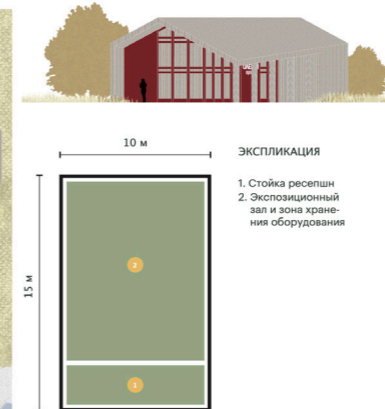 10 м
ЭКСПЛИКАЦИЯ
1. Стойка ресепшн
2. Экспозиционный
зал и зона хране-
ния оборудования
15 м
2
1